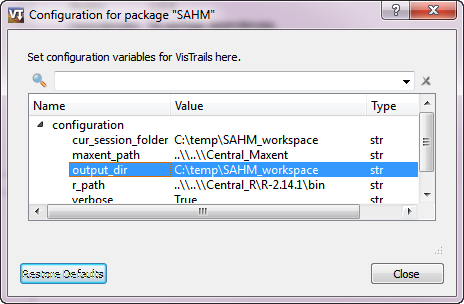 VT Configuration for package "SAHM"
Set configuration variables for VisTrails here.
Name Value Type
configuration
cur_session_folder C:\temp\SAHM_workspace str
maxent_path ..\..\Central_Maxent str
output_dir C:\temp\SAHM_workspace str
r_path ..\..\Central_R\R-2.14.1\bin str
verbose True str
Restore Defaults Close